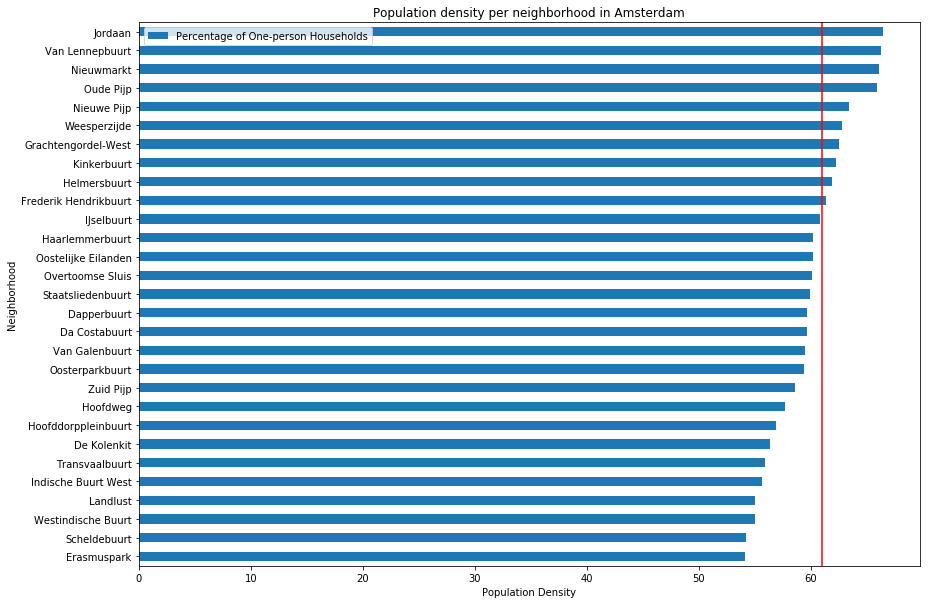 Population density per neighborhood in Amsterdam
Percentage of One-person Households
Jordaan
Van Lennepbuurt
Nieuwmarkt
Oude Pijp
Nieuwe Pijp
Weesperzijde
Grachtengordel-West
Kinkerbuurt
Helmersbuurt
Frederik Hendrikbuurt
IJselbuurt
Haarlemmerbuurt
Oostelijke Eilanden
Overtoomse Sluis
Staatsliedenbuurt
Dapperbuurt
Da Costabuurt
Van Galenbuurt
Oosterparkbuurt
Zuid Pijp
Hoofdweg
Hoofddorppleinbuurt
De Kolenkit
Transvaalbuurt
Indische Buurt West
Landlust
Westindische Buurt
Scheldebuurt
Erasmuspark
Neighborhood
0 10 20 30 40 50 60
Population Density